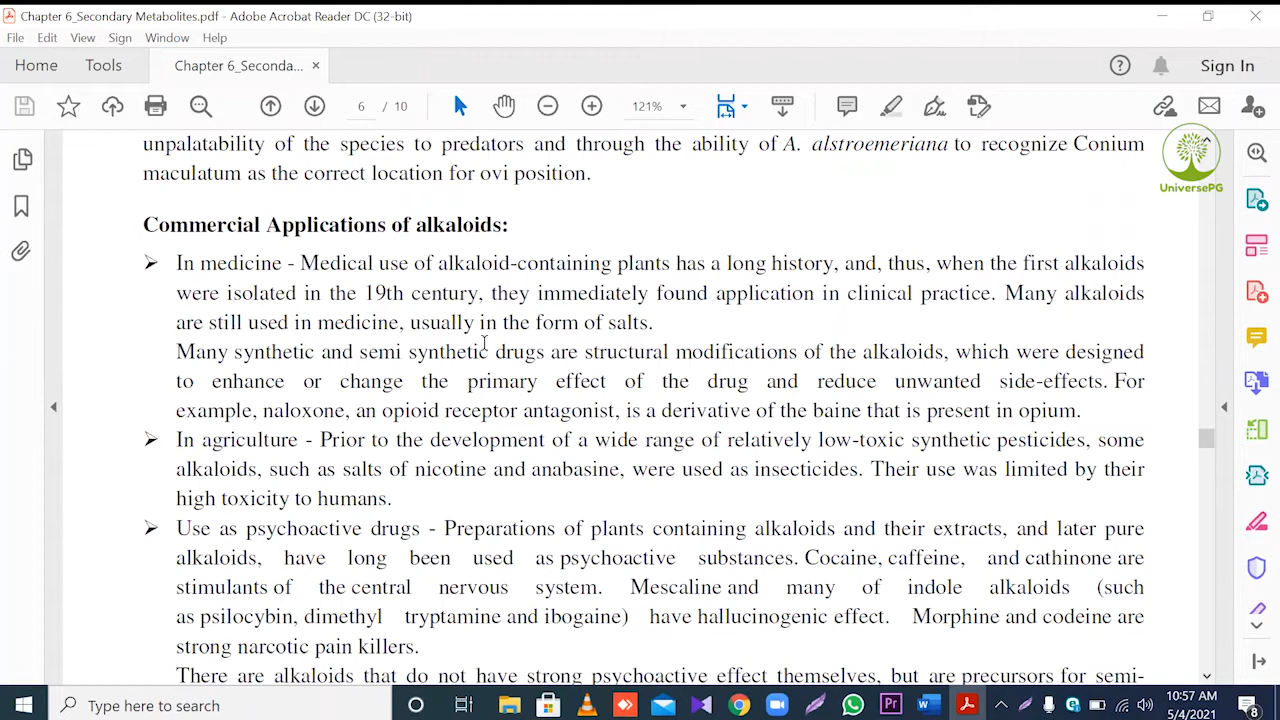 Chapter 6_Secondary Metabolites.pdf - Adobe Acrobat Reader DC (32-bit)
File Edit View Sign Window Help
Home Tools Chapter 6_Seconda... × Sign In
6 / 10 121%
unpalatability of the species to predators and through the ability of A. alstroemeriana to recognize Conium
maculatum as the correct location for ovi position.
UniversePG
Commercial Applications of alkaloids:
➢ In medicine - Medical use of alkaloid-containing plants has a long history, and, thus, when the first alkaloids
were isolated in the 19th century, they immediately found application in clinical practice. Many alkaloids
are still used in medicine, usually in the form of salts.
Many synthetic and semi synthetic drugs are structural modifications of the alkaloids, which were designed
to enhance or change the primary effect of the drug and reduce unwanted side-effects. For
example, naloxone, an opioid receptor antagonist, is a derivative of the baine that is present in opium.
➢ In agriculture - Prior to the development of a wide range of relatively low-toxic synthetic pesticides, some
alkaloids, such as salts of nicotine and anabasine, were used as insecticides. Their use was limited by their
high toxicity to humans.
➢ Use as psychoactive drugs - Preparations of plants containing alkaloids and their extracts, and later pure
alkaloids, have long been used as psychoactive substances. Cocaine, caffeine, and cathinone are
stimulants of the central nervous system. Mescaline and many of indole alkaloids (such
as psilocybin, dimethyl tryptamine and ibogaine) have hallucinogenic effect. Morphine and codeine are
strong narcotic pain killers.
There are alkaloids that do not have strong psychoactive effect themselves, but are precursors for semi-
Type here to search
10:57 AM
5/4/2021
8